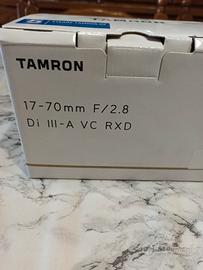 TAMRON
17-70mm F/2.8
Di III-A VC RXD